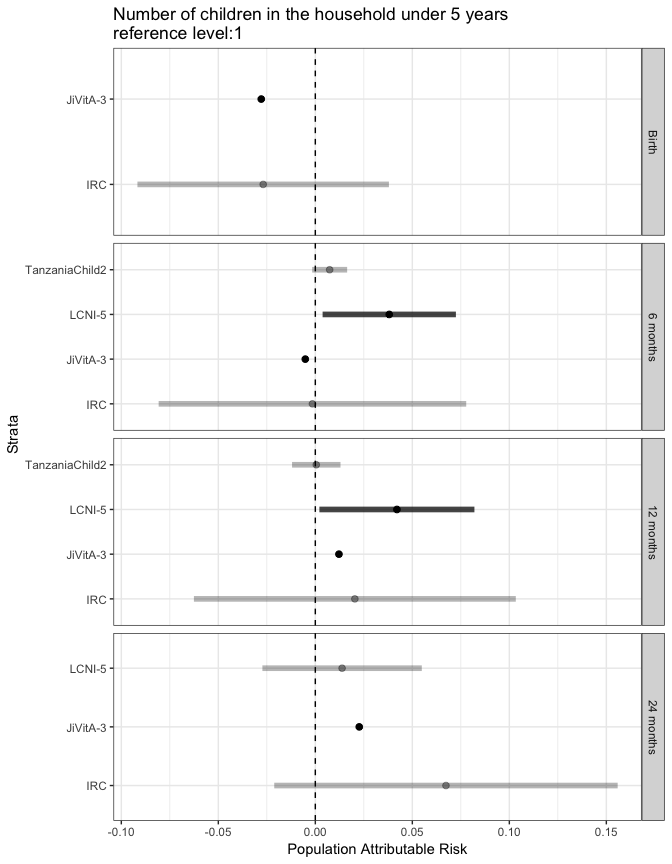 Number of children in the household under 5 years
reference level:1
JiVitA-3
IRC
Birth
TanzaniaChild2
LCNI-5
JiVitA-3
IRC
6 months
TanzaniaChild2
LCNI-5
JiVitA-3
IRC
12 months
LCNI-5
JiVitA-3
IRC
24 months
Strata
-0.10 -0.05 0.00 0.05 0.10 0.15
Population Attributable Risk